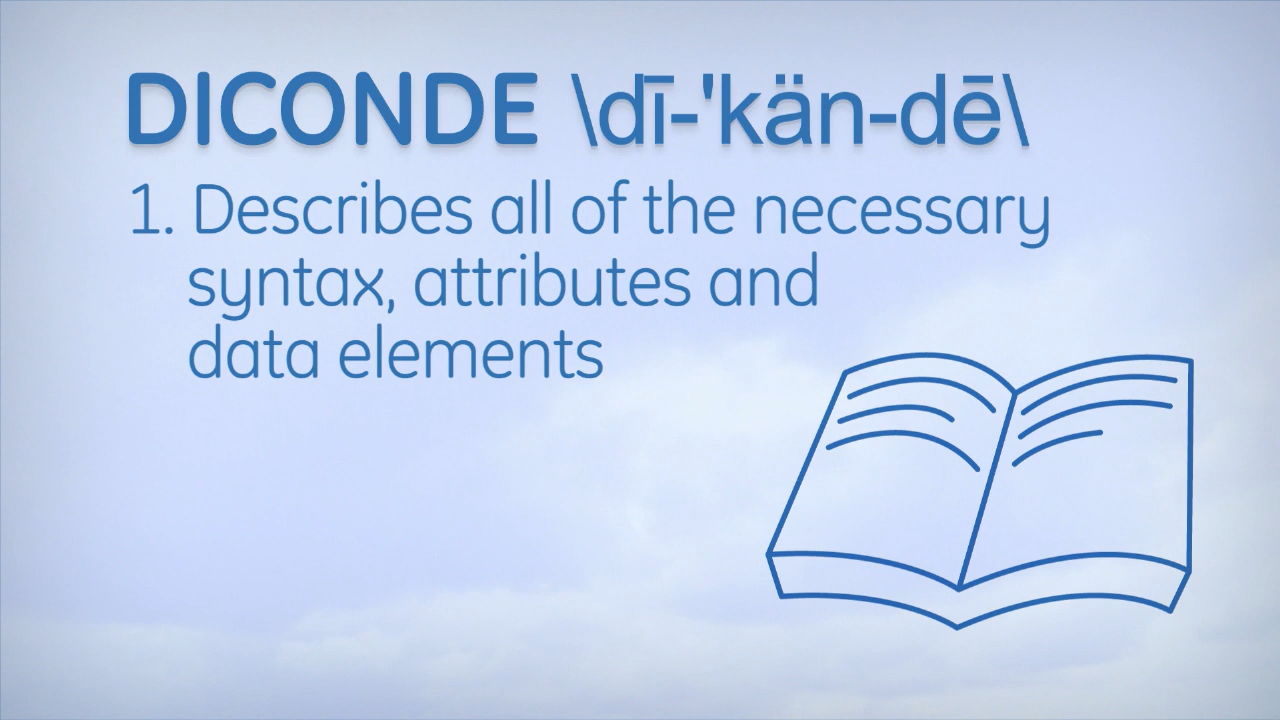 DICONDE \dī-'kän-dē\
1. Describes all of the necessary
syntax, attributes and
data elements